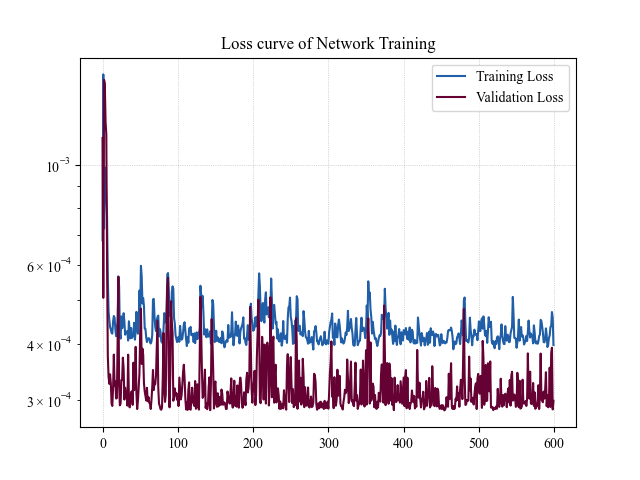 Loss curve of Network Training
Training Loss
Validation Loss
10⁻³
6 × 10⁻⁴
4 × 10⁻⁴
3 × 10⁻⁴
0 100 200 300 400 500 600